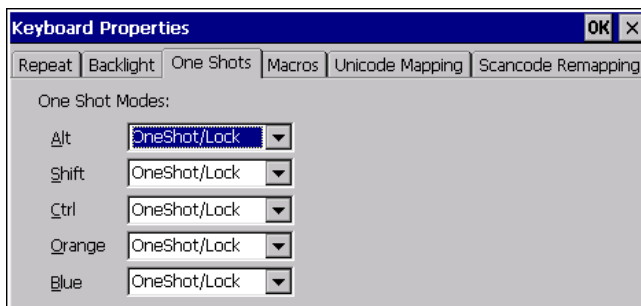 Keyboard Properties OK ×
Repeat Backlight One Shots Macros Unicode Mapping Scancode Remapping
One Shot Modes:
Alt OneShot/Lock
Shift OneShot/Lock
Ctrl OneShot/Lock
Orange OneShot/Lock
Blue OneShot/Lock